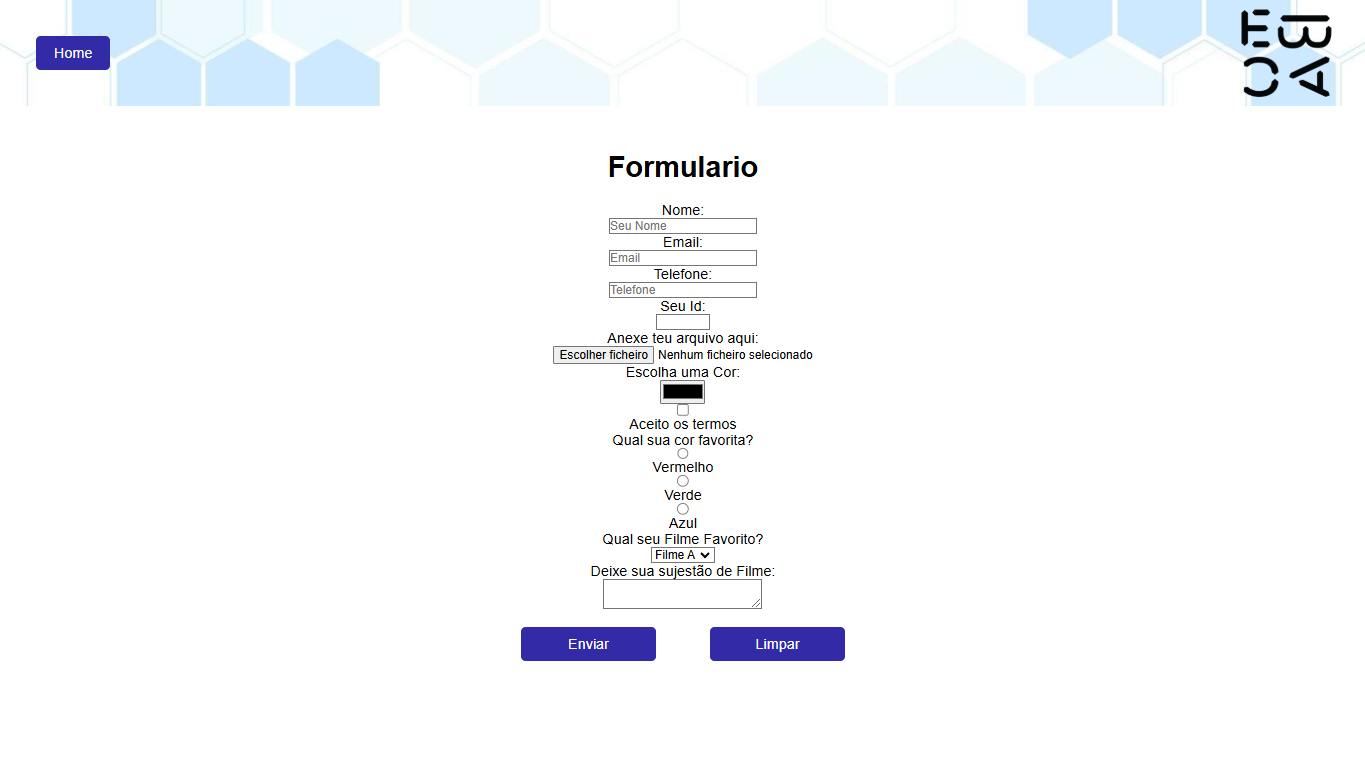 Home
Formulario
Nome:
Seu Nome
Email:
Email
Telefone:
Telefone
Seu Id:
Anexe teu arquivo aqui:
Escolher ficheiro Nenhum ficheiro selecionado
Escolha uma Cor:
Aceito os termos
Qual sua cor favorita?
Vermelho
Verde
Azul
Qual seu Filme Favorito?
Filme A
Deixe sua sujestão de Filme:
Enviar Limpar